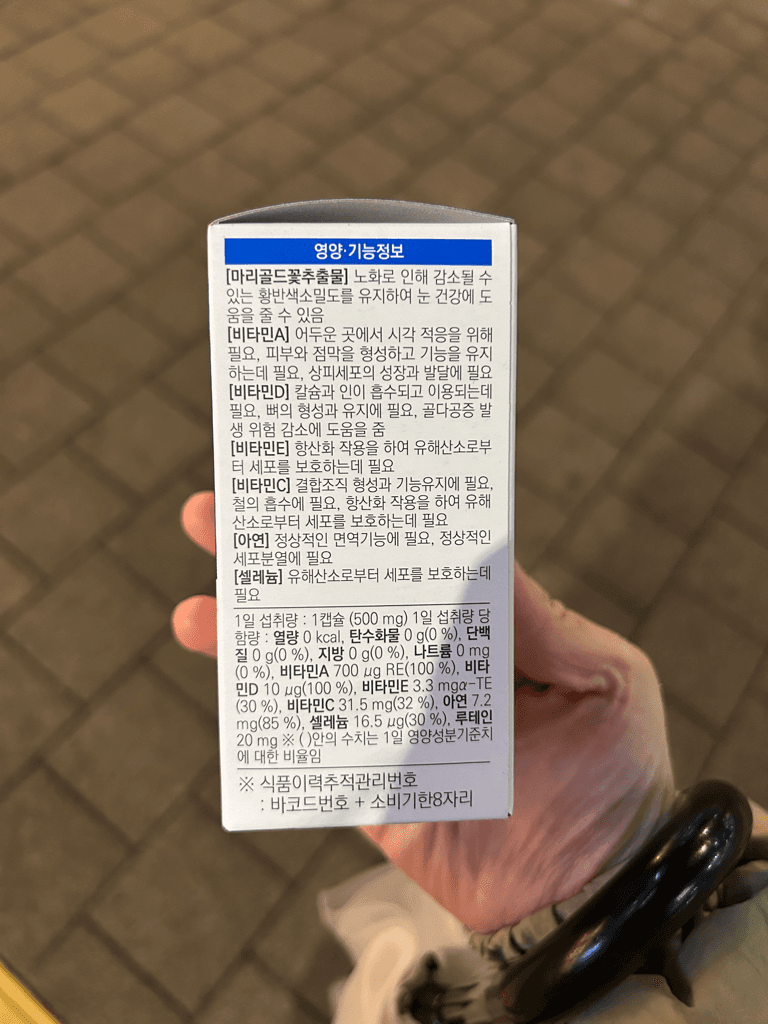 영양·기능정보
[마리골드꽃추출물] 노화로 인해 감소될 수
있는 황반색소밀도를 유지하여 눈 건강에 도
움을 줄 수 있음
[비타민A] 어두운 곳에서 시각 적응을 위해
필요, 피부와 점막을 형성하고 기능을 유지
하는데 필요, 상피세포의 성장과 발달에 필요
[비타민D] 칼슘과 인이 흡수되고 이용되는데
필요, 뼈의 형성과 유지에 필요, 골다공증 발
생 위험 감소에 도움을 줌
[비타민E] 항산화 작용을 하여 유해산소로부
터 세포를 보호하는데 필요
[비타민C] 결합조직 형성과 기능유지에 필요,
철의 흡수에 필요, 항산화 작용을 하여 유해
산소로부터 세포를 보호하는데 필요
[아연] 정상적인 면역기능에 필요, 정상적인
세포분열에 필요
[셀레늄] 유해산소로부터 세포를 보호하는데
필요
1일 섭취량 : 1캡슐 (500 mg) 1일 섭취량 당
함량 : 열량 0 kcal, 탄수화물 0 g(0 %), 단백
질 0 g(0 %), 지방 0 g(0 %), 나트륨 0 mg
(0 %), 비타민A 700 μg RE(100 %), 비타
민D 10 μg(100 %), 비타민E 3.3 mgα-TE
(30 %), 비타민C 31.5 mg(32 %), 아연 7.2
mg(85 %), 셀레늄 16.5 μg(30 %), 루테인
20 mg ※ ( )안의 수치는 1일 영양성분기준치
에 대한 비율임
※ 식품이력추적관리번호
: 바코드번호 + 소비기한8자리